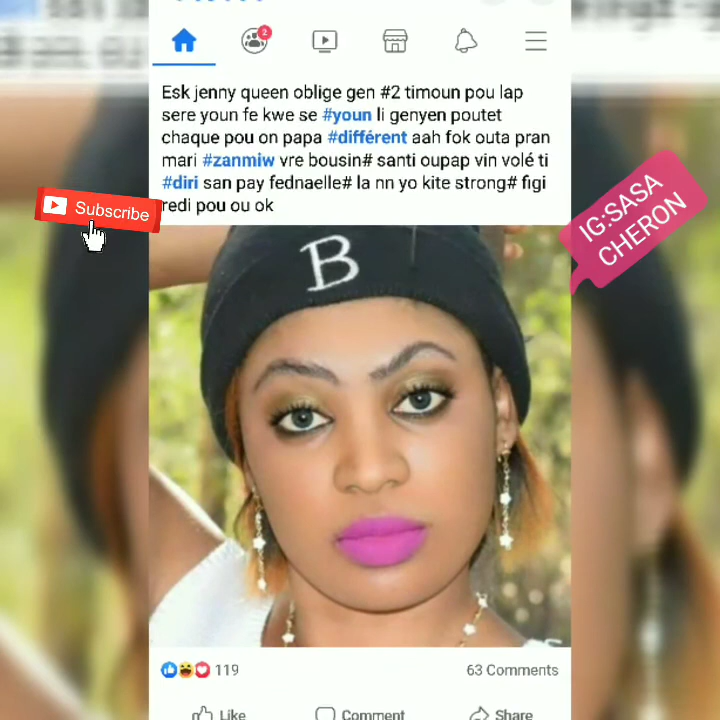 2
Esk jenny queen oblige gen #2 timoun pou lap
sere youn fe kwe se #youn li genyen poutet
chaque pou on papa #différent aah fok outa pran
mari #zanmiw vre bousin# santi oupap vin volé ti
#diri san pay fednaelle# la nn yo kite strong# figi
redi pou ou ok
Subscribe
IG:SASA
CHERON
B
119
63 Comments
Like
Comment
Share